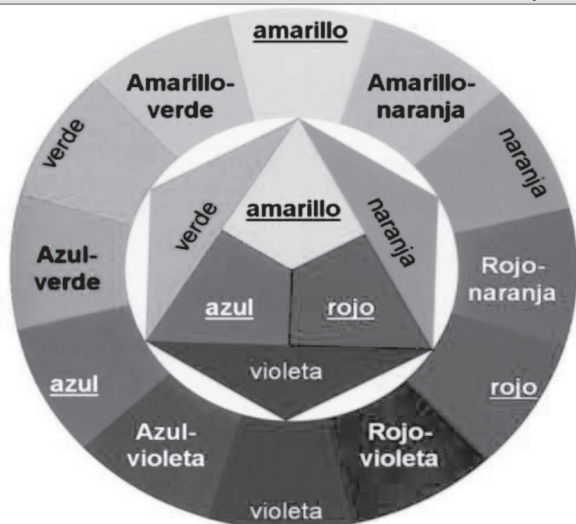 amarillo
Amarillo-
verde
Amarillo-
naranja
verde
naranja
amarillo
verde
naranja
Azul-
verde
Rojo-
naranja
azul
rojo
violeta
azul
rojo
Azul-
violeta
Rojo-
violeta
violeta